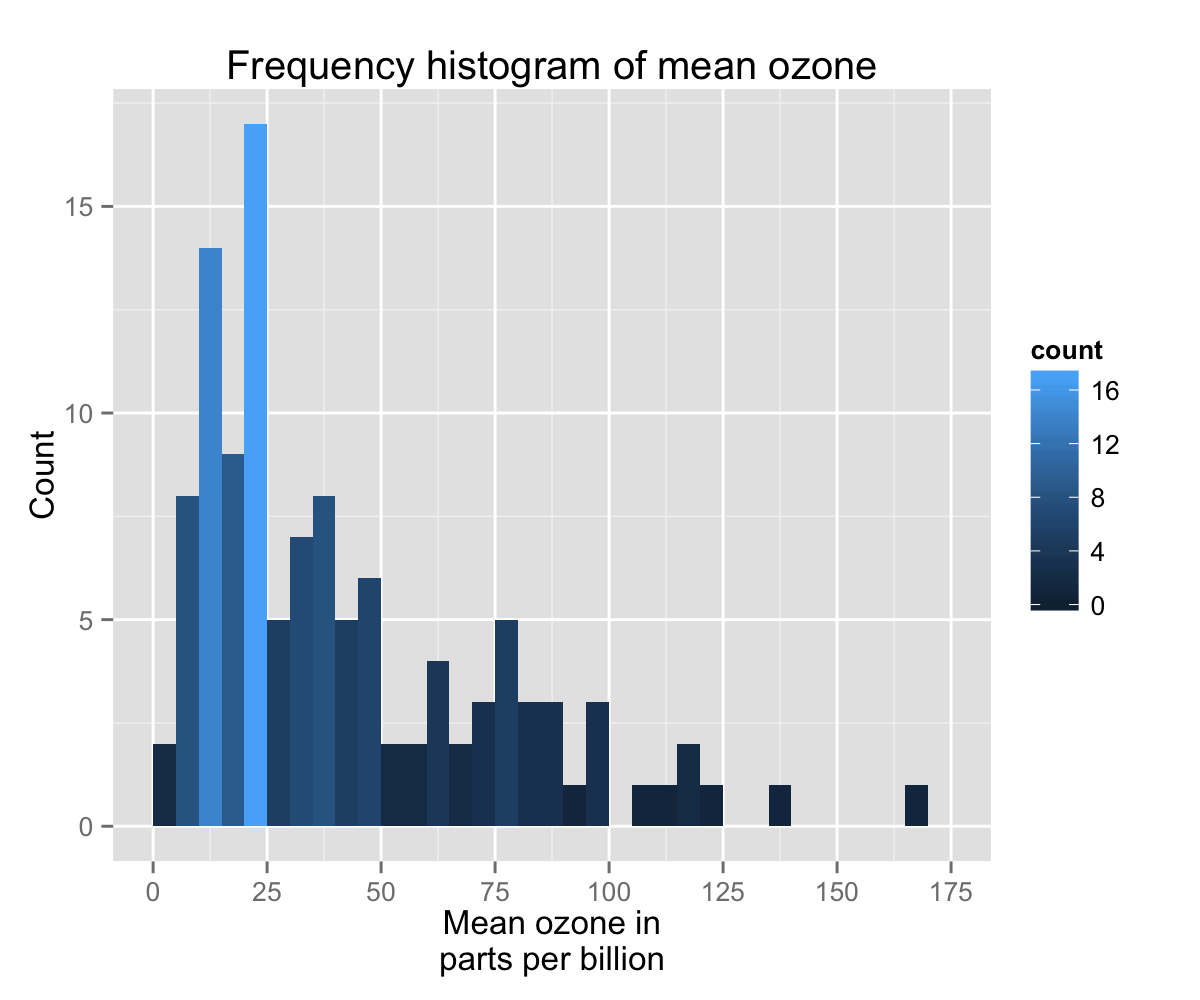 Frequency histogram of mean ozone
15
10
5
0
Count
0 25 50 75 100 125 150 175
Mean ozone in
parts per billion
count
16
12
8
4
0